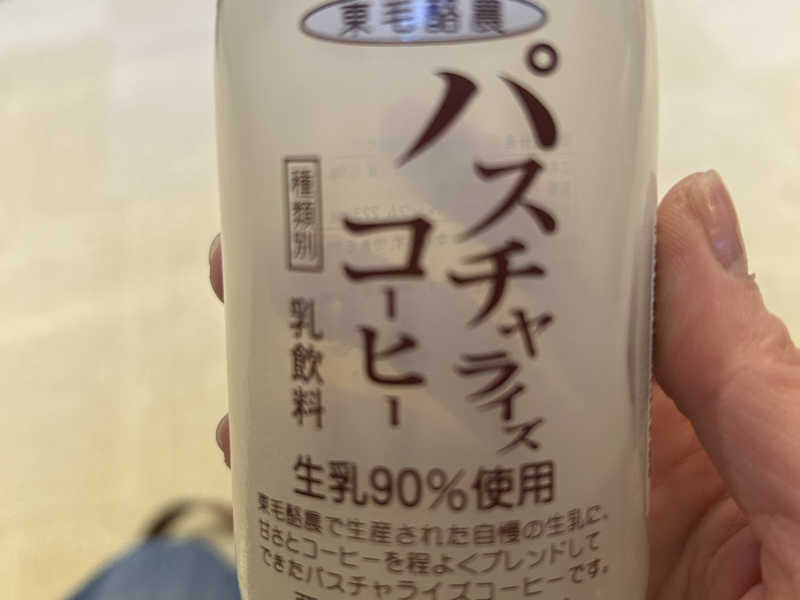 東毛酪農
パスチャライズ
コーヒー
種類別 乳飲料
生乳90%使用
東毛酪農で生産された自慢の生乳に、
甘さとコーヒーを程よくブレンドして
できたパスチャライズコーヒーです。